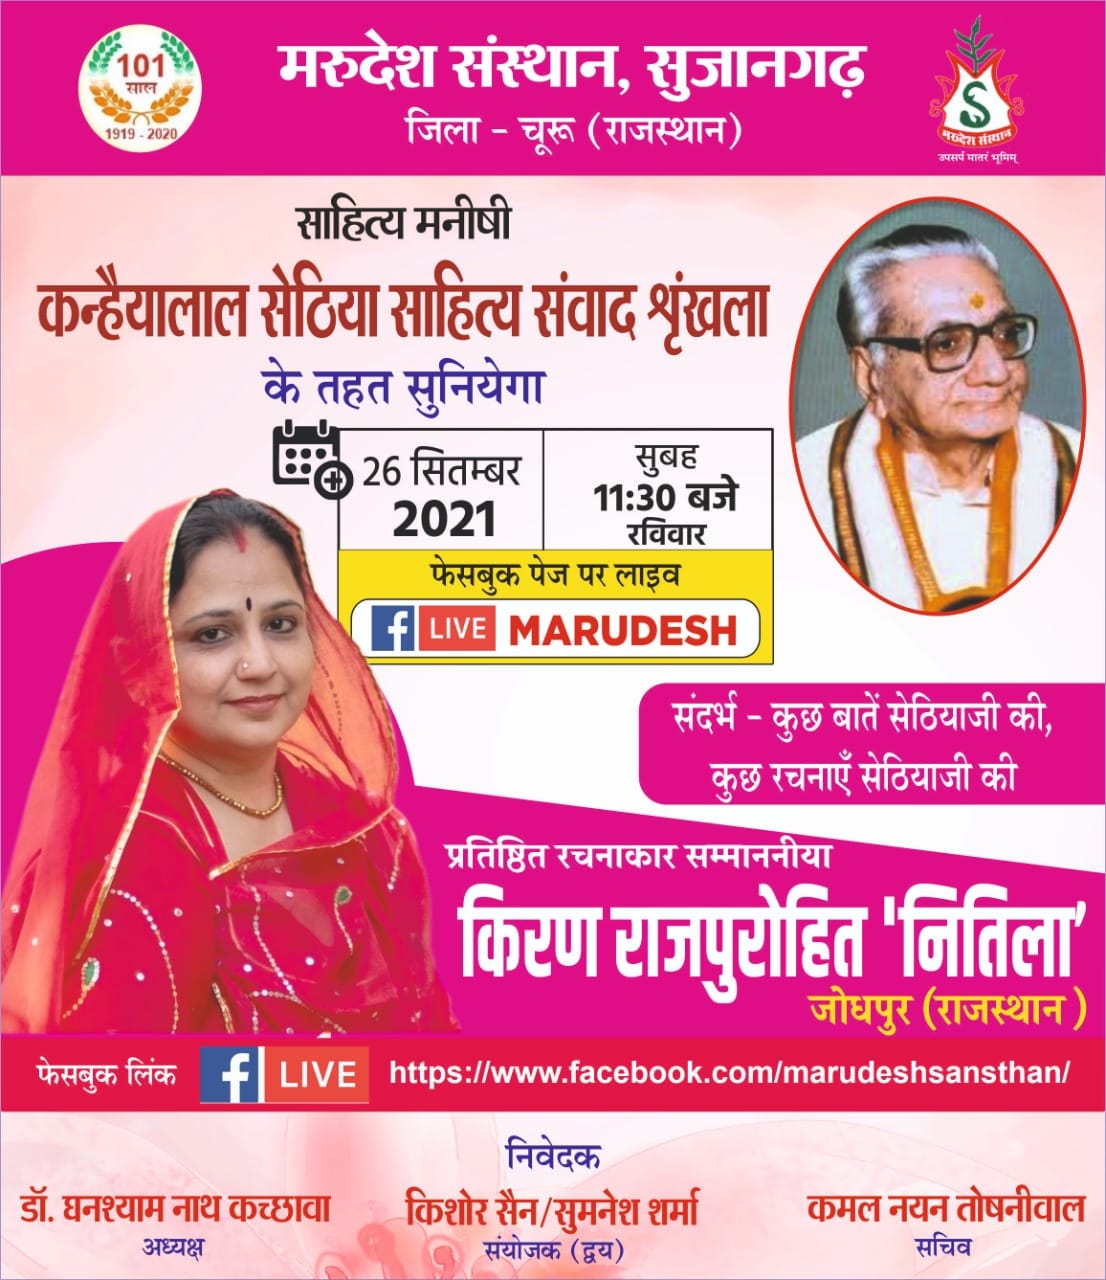 101
साल
1919 - 2020
मरुदेश संस्थान, सुजानगढ़
जिला - चूरू (राजस्थान)
S
मरुदेश संस्थान
उपसर्प मातरं भूमिम्
साहित्य मनीषी
कन्हैयालाल सेठिया साहित्य संवाद श्रृंखला
के तहत सुनियेगा
26 सितम्बर
2021
सुबह
11:30 बजे
रविवार
फेसबुक पेज पर लाइव
f LIVE MARUDESH
संदर्भ - कुछ बातें सेठियाजी की,
कुछ रचनाएँ सेठियाजी की
प्रतिष्ठित रचनाकार सम्माननीया
किरण राजपुरोहित 'नितिला’
जोधपुर (राजस्थान )
फेसबुक लिंक f LIVE https://www.facebook.com/marudeshsansthan/
निवेदक
डॉ. घनश्याम नाथ कच्छावा
अध्यक्ष
किशोर सैन/सुमनेश शर्मा
संयोजक (द्वय)
कमल नयन तोषनीवाल
सचिव